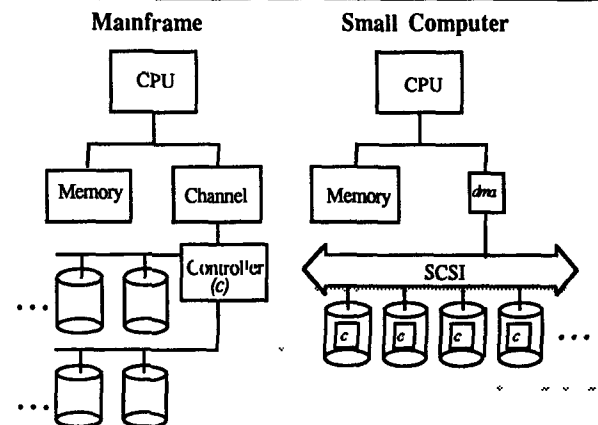 Mainframe
CPU
Memory
Channel
Controller
(c)
...
...
Small Computer
CPU
Memory
dma
SCSI
c c c c ...